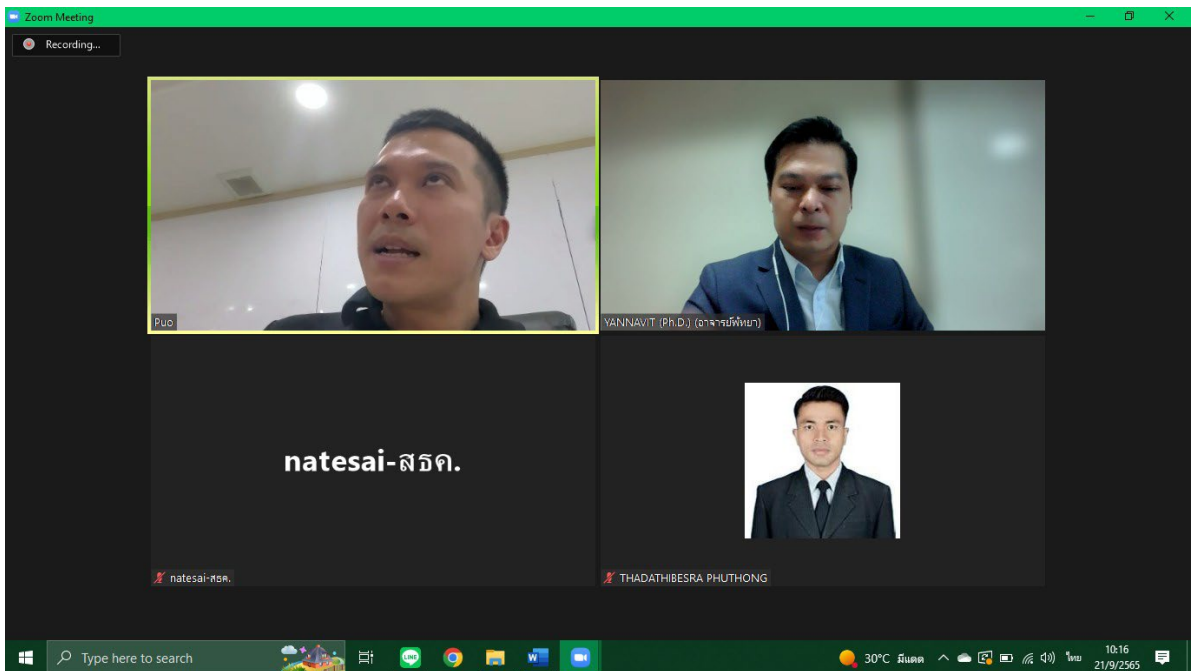 Zoom Meeting
Recording...
Puo
YANNAVIT (Ph.D.) (อาจารย์พัทยา)
natesai-สธค.
natesai-สธค.
THADATHIBESRA PHUTHONG
Type here to search
LINE
W
30°C มีแดด
ไทย
10:16
21/9/2565